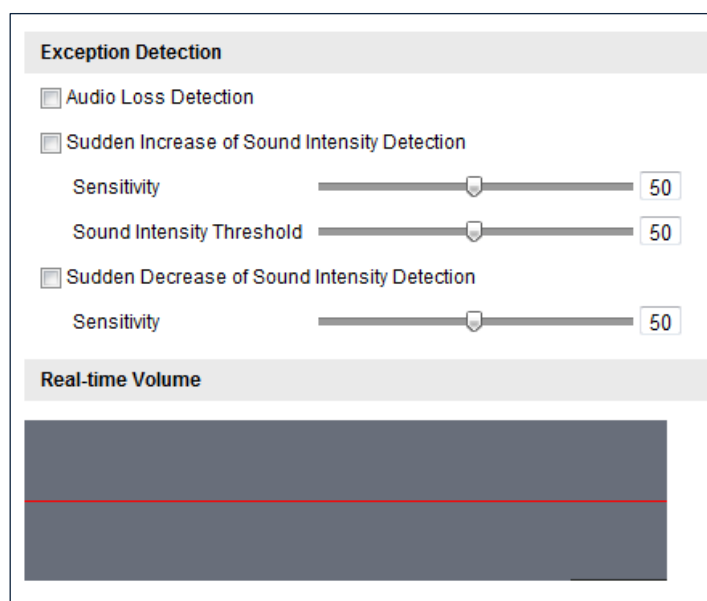 Exception Detection
Audio Loss Detection
Sudden Increase of Sound Intensity Detection
Sensitivity 50
Sound Intensity Threshold 50
Sudden Decrease of Sound Intensity Detection
Sensitivity 50
Real-time Volume